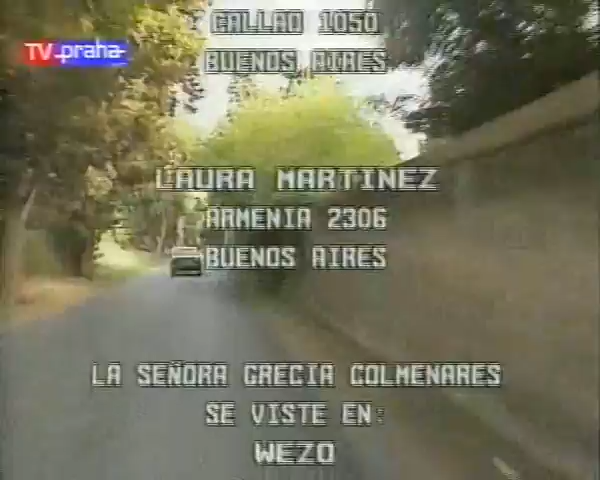 CALLAO 1050
BUENOS AIRES
TV praha
LAURA MARTINEZ
ARMENIA 2306
BUENOS AIRES
LA SEÑORA GRECIA COLMENARES
SE VISTE EN:
WEZO